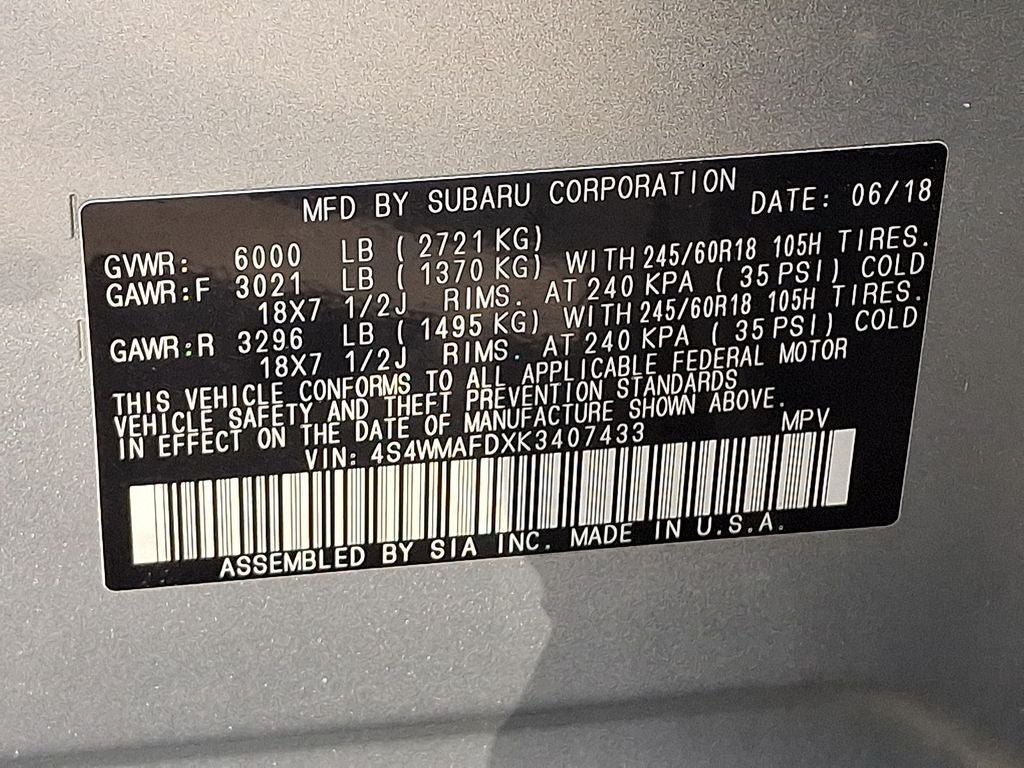 MFD BY SUBARU CORPORATION DATE: 06/18
GVWR: 6000 LB ( 2721 KG)
GAWR:F 3021 LB ( 1370 KG) WITH 245/60R18 105H TIRES.
18X7 1/2J RIMS. AT 240 KPA ( 35 PSI) COLD
GAWR:R 3296 LB ( 1495 KG) WITH 245/60R18 105H TIRES.
18X7 1/2J RIMS. AT 240 KPA ( 35 PSI) COLD
THIS VEHICLE CONFORMS TO ALL APPLICABLE FEDERAL MOTOR
VEHICLE SAFETY AND THEFT PREVENTION STANDARDS
IN EFFECT ON THE DATE OF MANUFACTURE SHOWN ABOVE.
VIN: 4S4WMAFDXK3407433 MPV
ASSEMBLED BY SIA INC. MADE IN U.S.A.